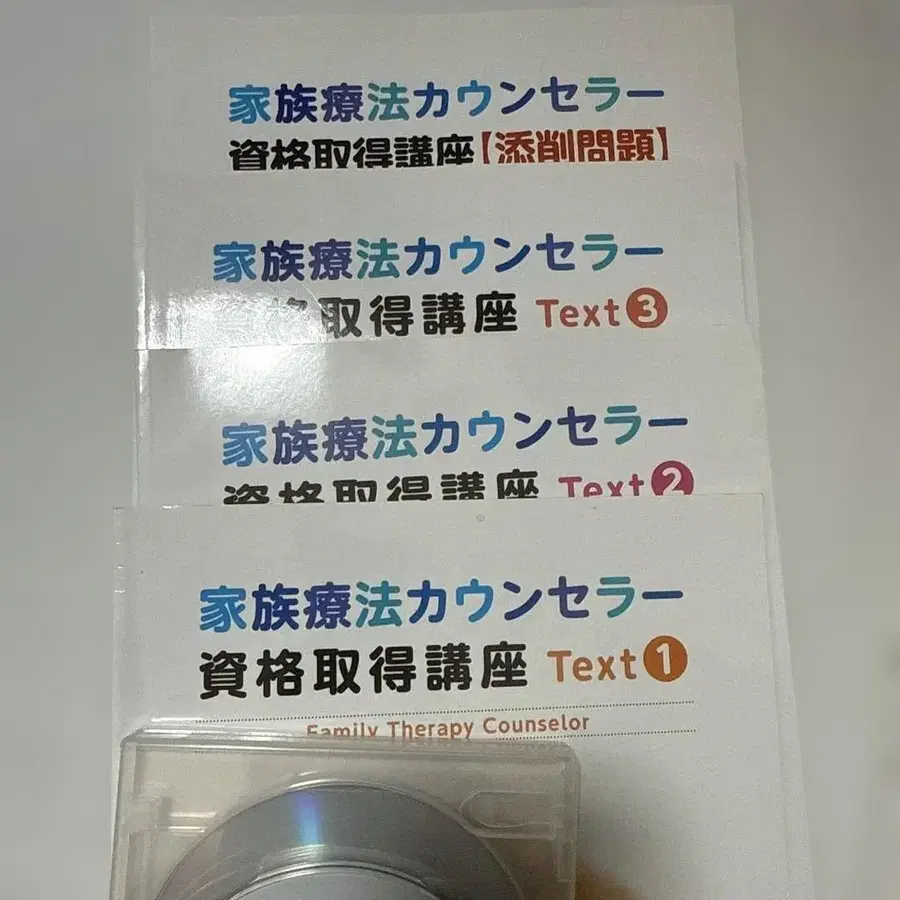 家族療法カウンセラー
資格取得講座【添削問題】
家族療法カウンセラー
資格取得講座 Text3
家族療法カウンセラー
資格取得講座 Text2
家族療法カウンセラー
資格取得講座 Text1
Family Therapy Counselor